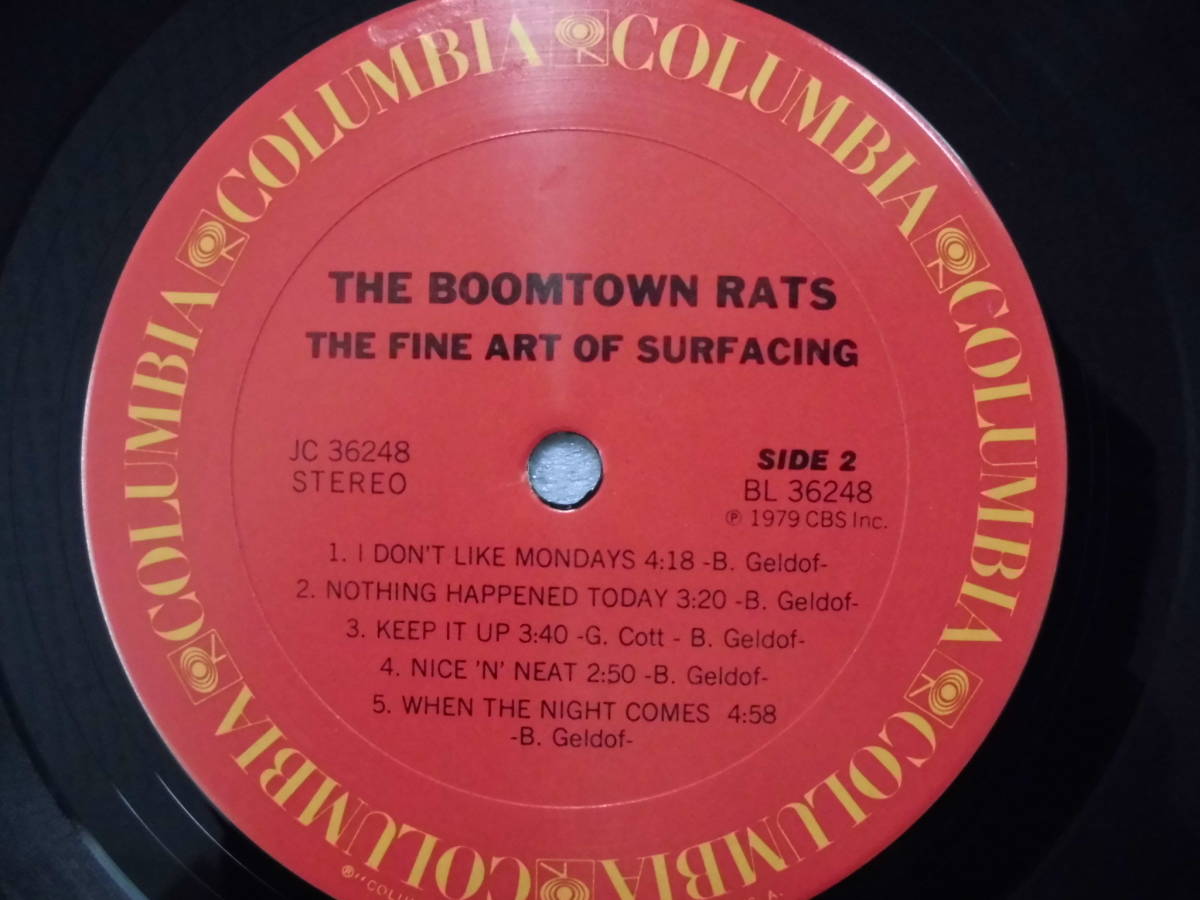 COLUMBIA COLUMBIA COLUMBIA COLUMBIA COLUMBIA COLUMBIA COLUMBIA COLUMBIA
THE BOOMTOWN RATS
THE FINE ART OF SURFACING
JC 36248
STEREO
SIDE 2
BL 36248
℗ 1979 CBS Inc.
1. I DON'T LIKE MONDAYS 4:18 -B. Geldof-
2. NOTHING HAPPENED TODAY 3:20 -B. Geldof-
3. KEEP IT UP 3:40 -G. Cott - B. Geldof-
4. NICE 'N' NEAT 2:50 -B. Geldof-
5. WHEN THE NIGHT COMES 4:58
-B. Geldof-